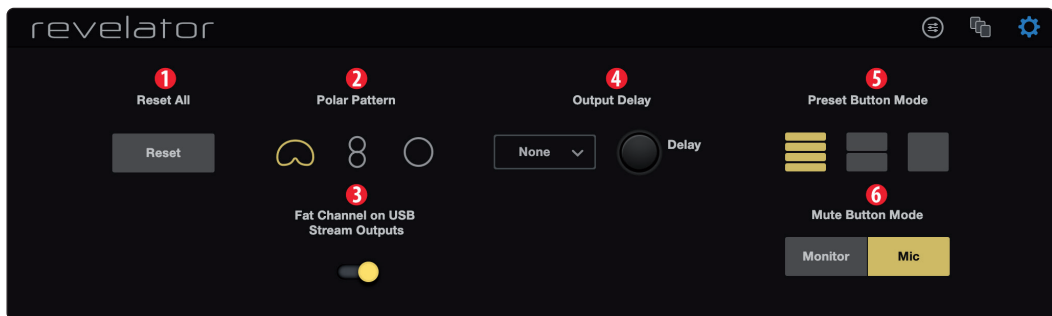 revelator
1
Reset All
Reset
2
Polar Pattern
3
Fat Channel on USB
Stream Outputs
4
Output Delay
None
Delay
5
Preset Button Mode
6
Mute Button Mode
Monitor
Mic